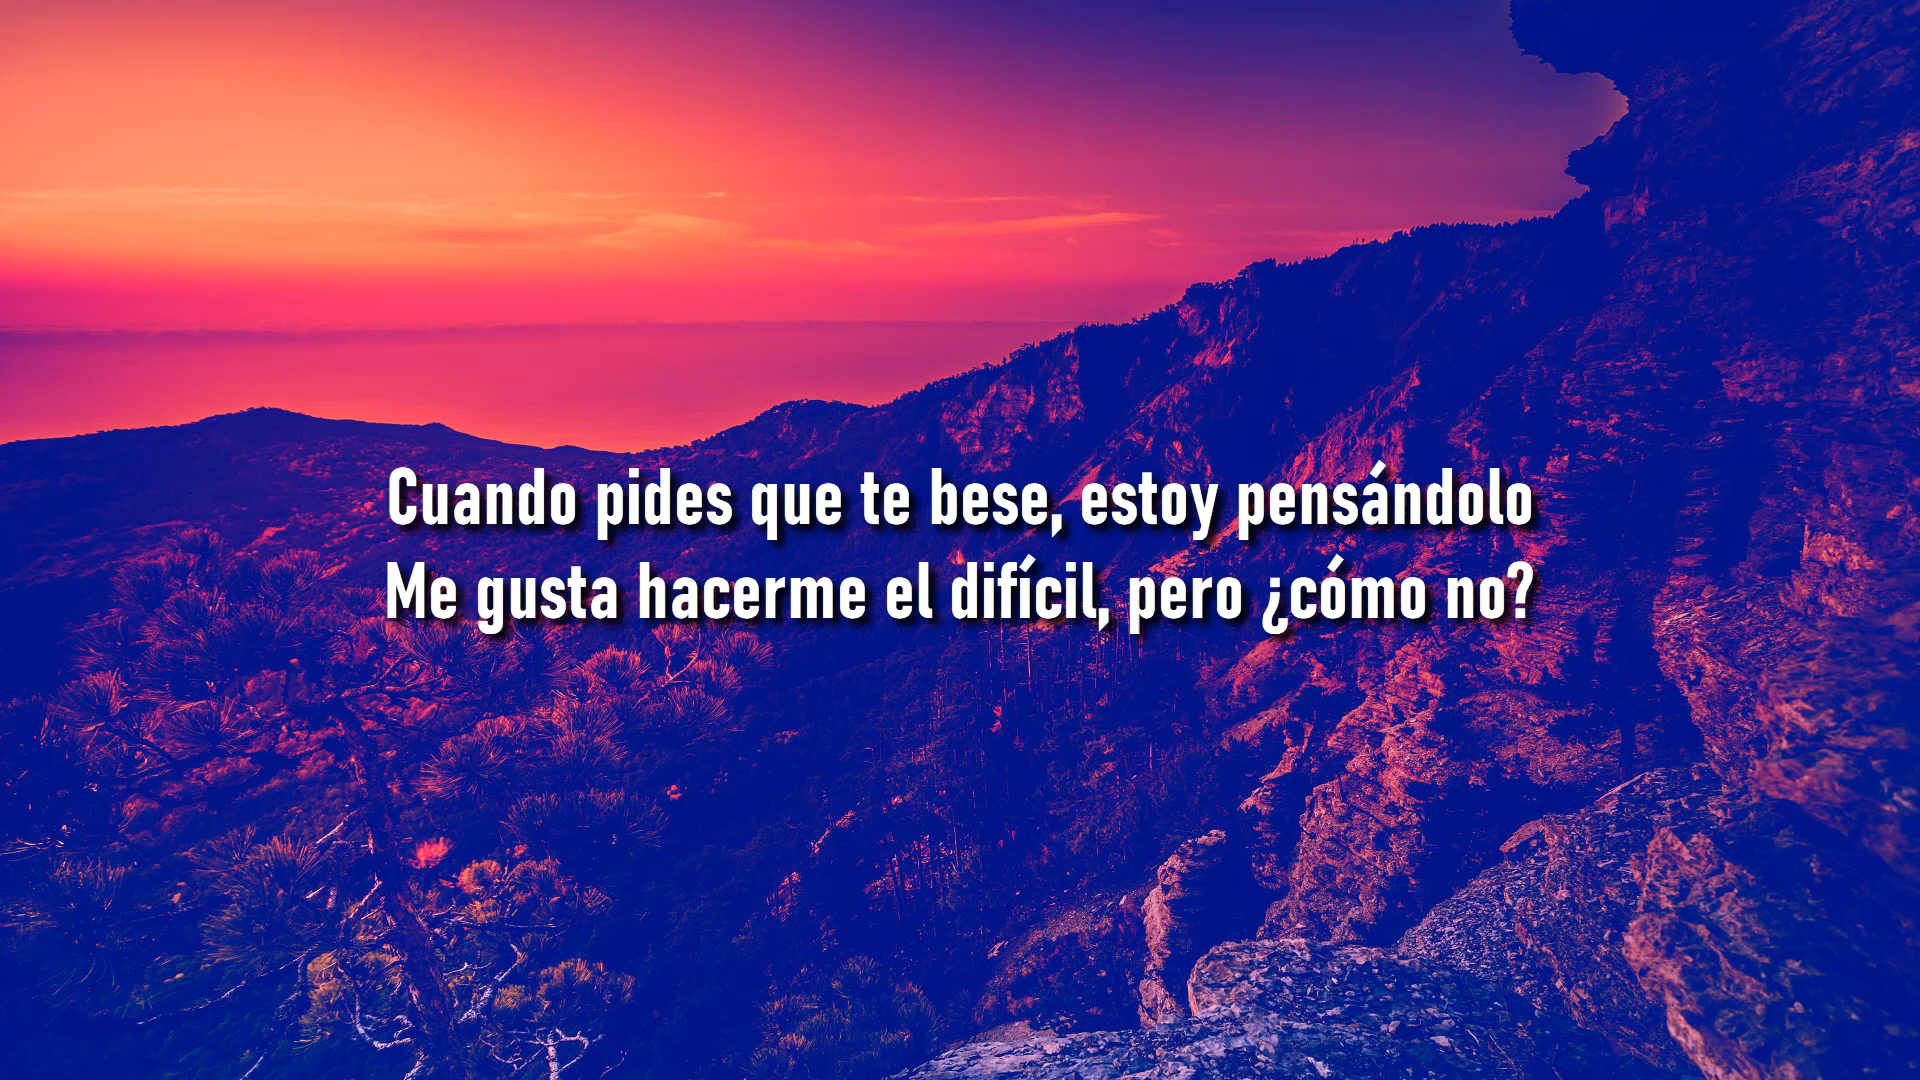 Cuando pides que te bese, estoy pensándolo
Me gusta hacerme el difícil, pero ¿cómo no?